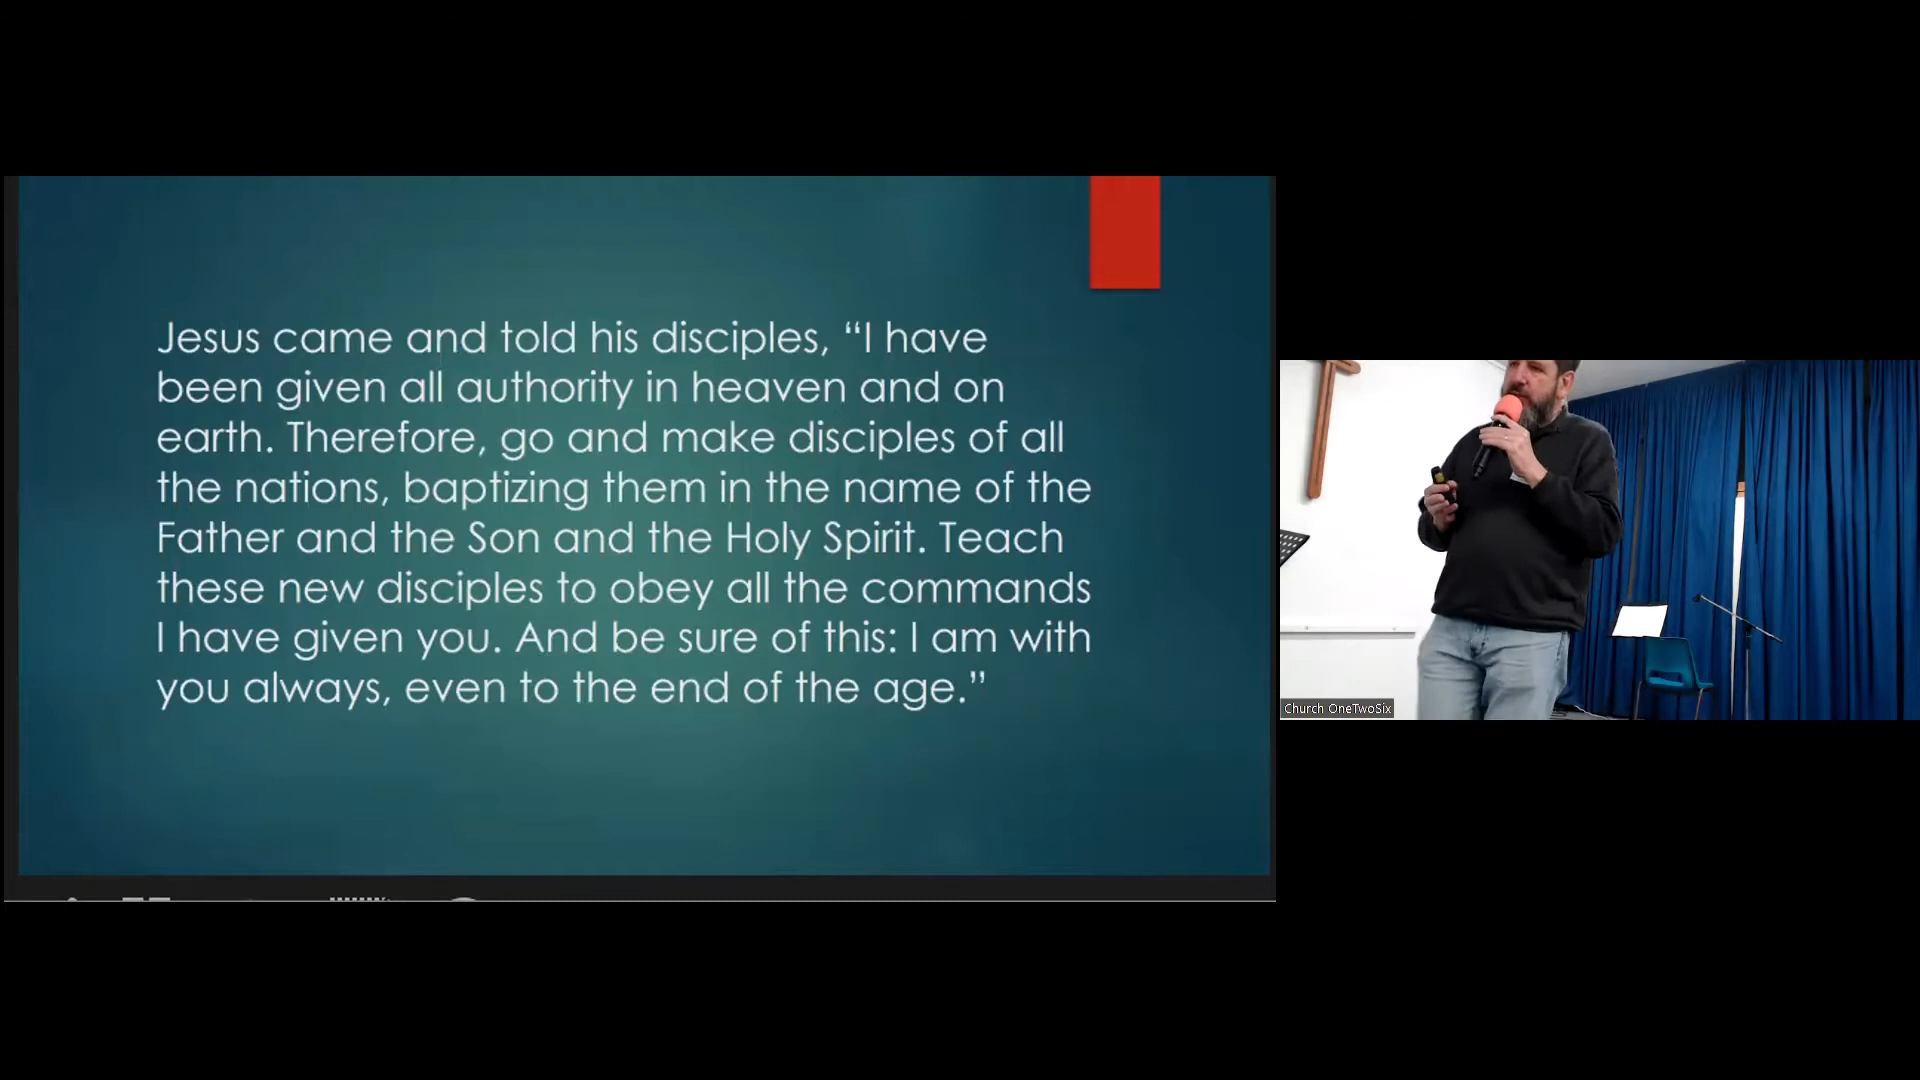 Jesus came and told his disciples, “I have
been given all authority in heaven and on
earth. Therefore, go and make disciples of all
the nations, baptizing them in the name of the
Father and the Son and the Holy Spirit. Teach
these new disciples to obey all the commands
I have given you. And be sure of this: I am with
you always, even to the end of the age.”
Church OneTwoSix